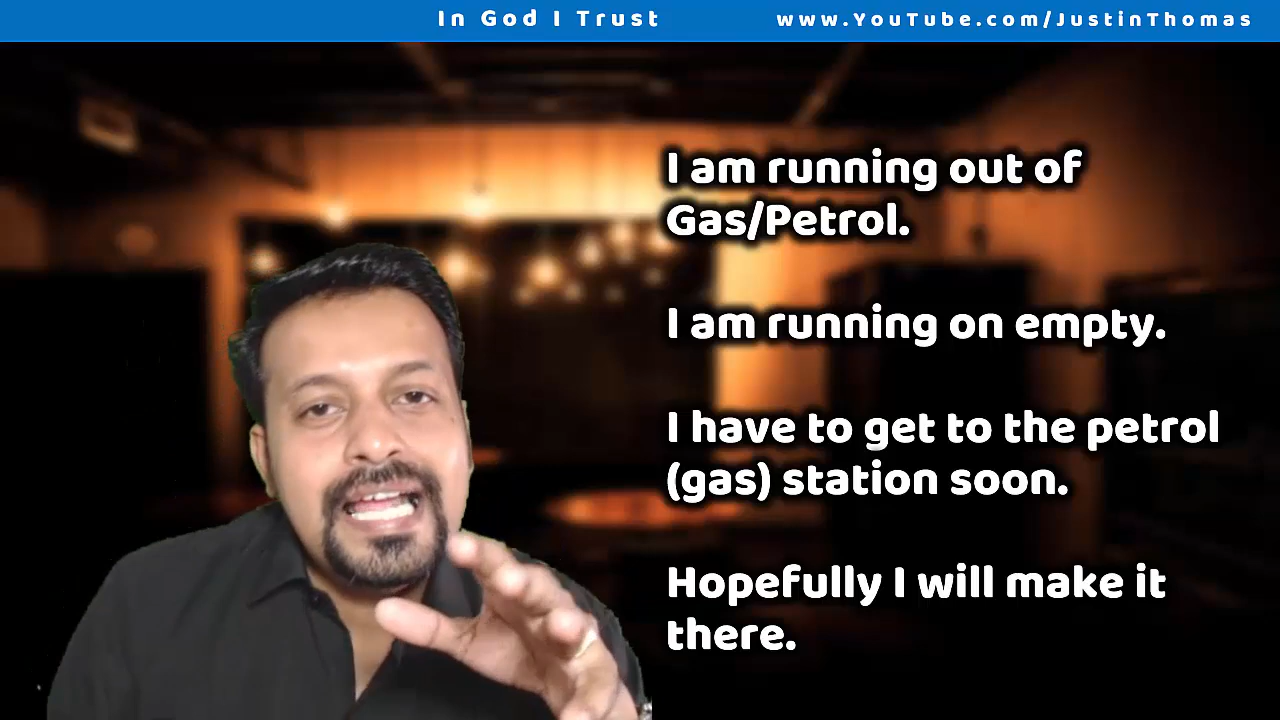 In God I Trust
www.YouTube.com/JustinThomas
I am running out of
Gas/Petrol.
I am running on empty.
I have to get to the petrol
(gas) station soon.
Hopefully I will make it
there.